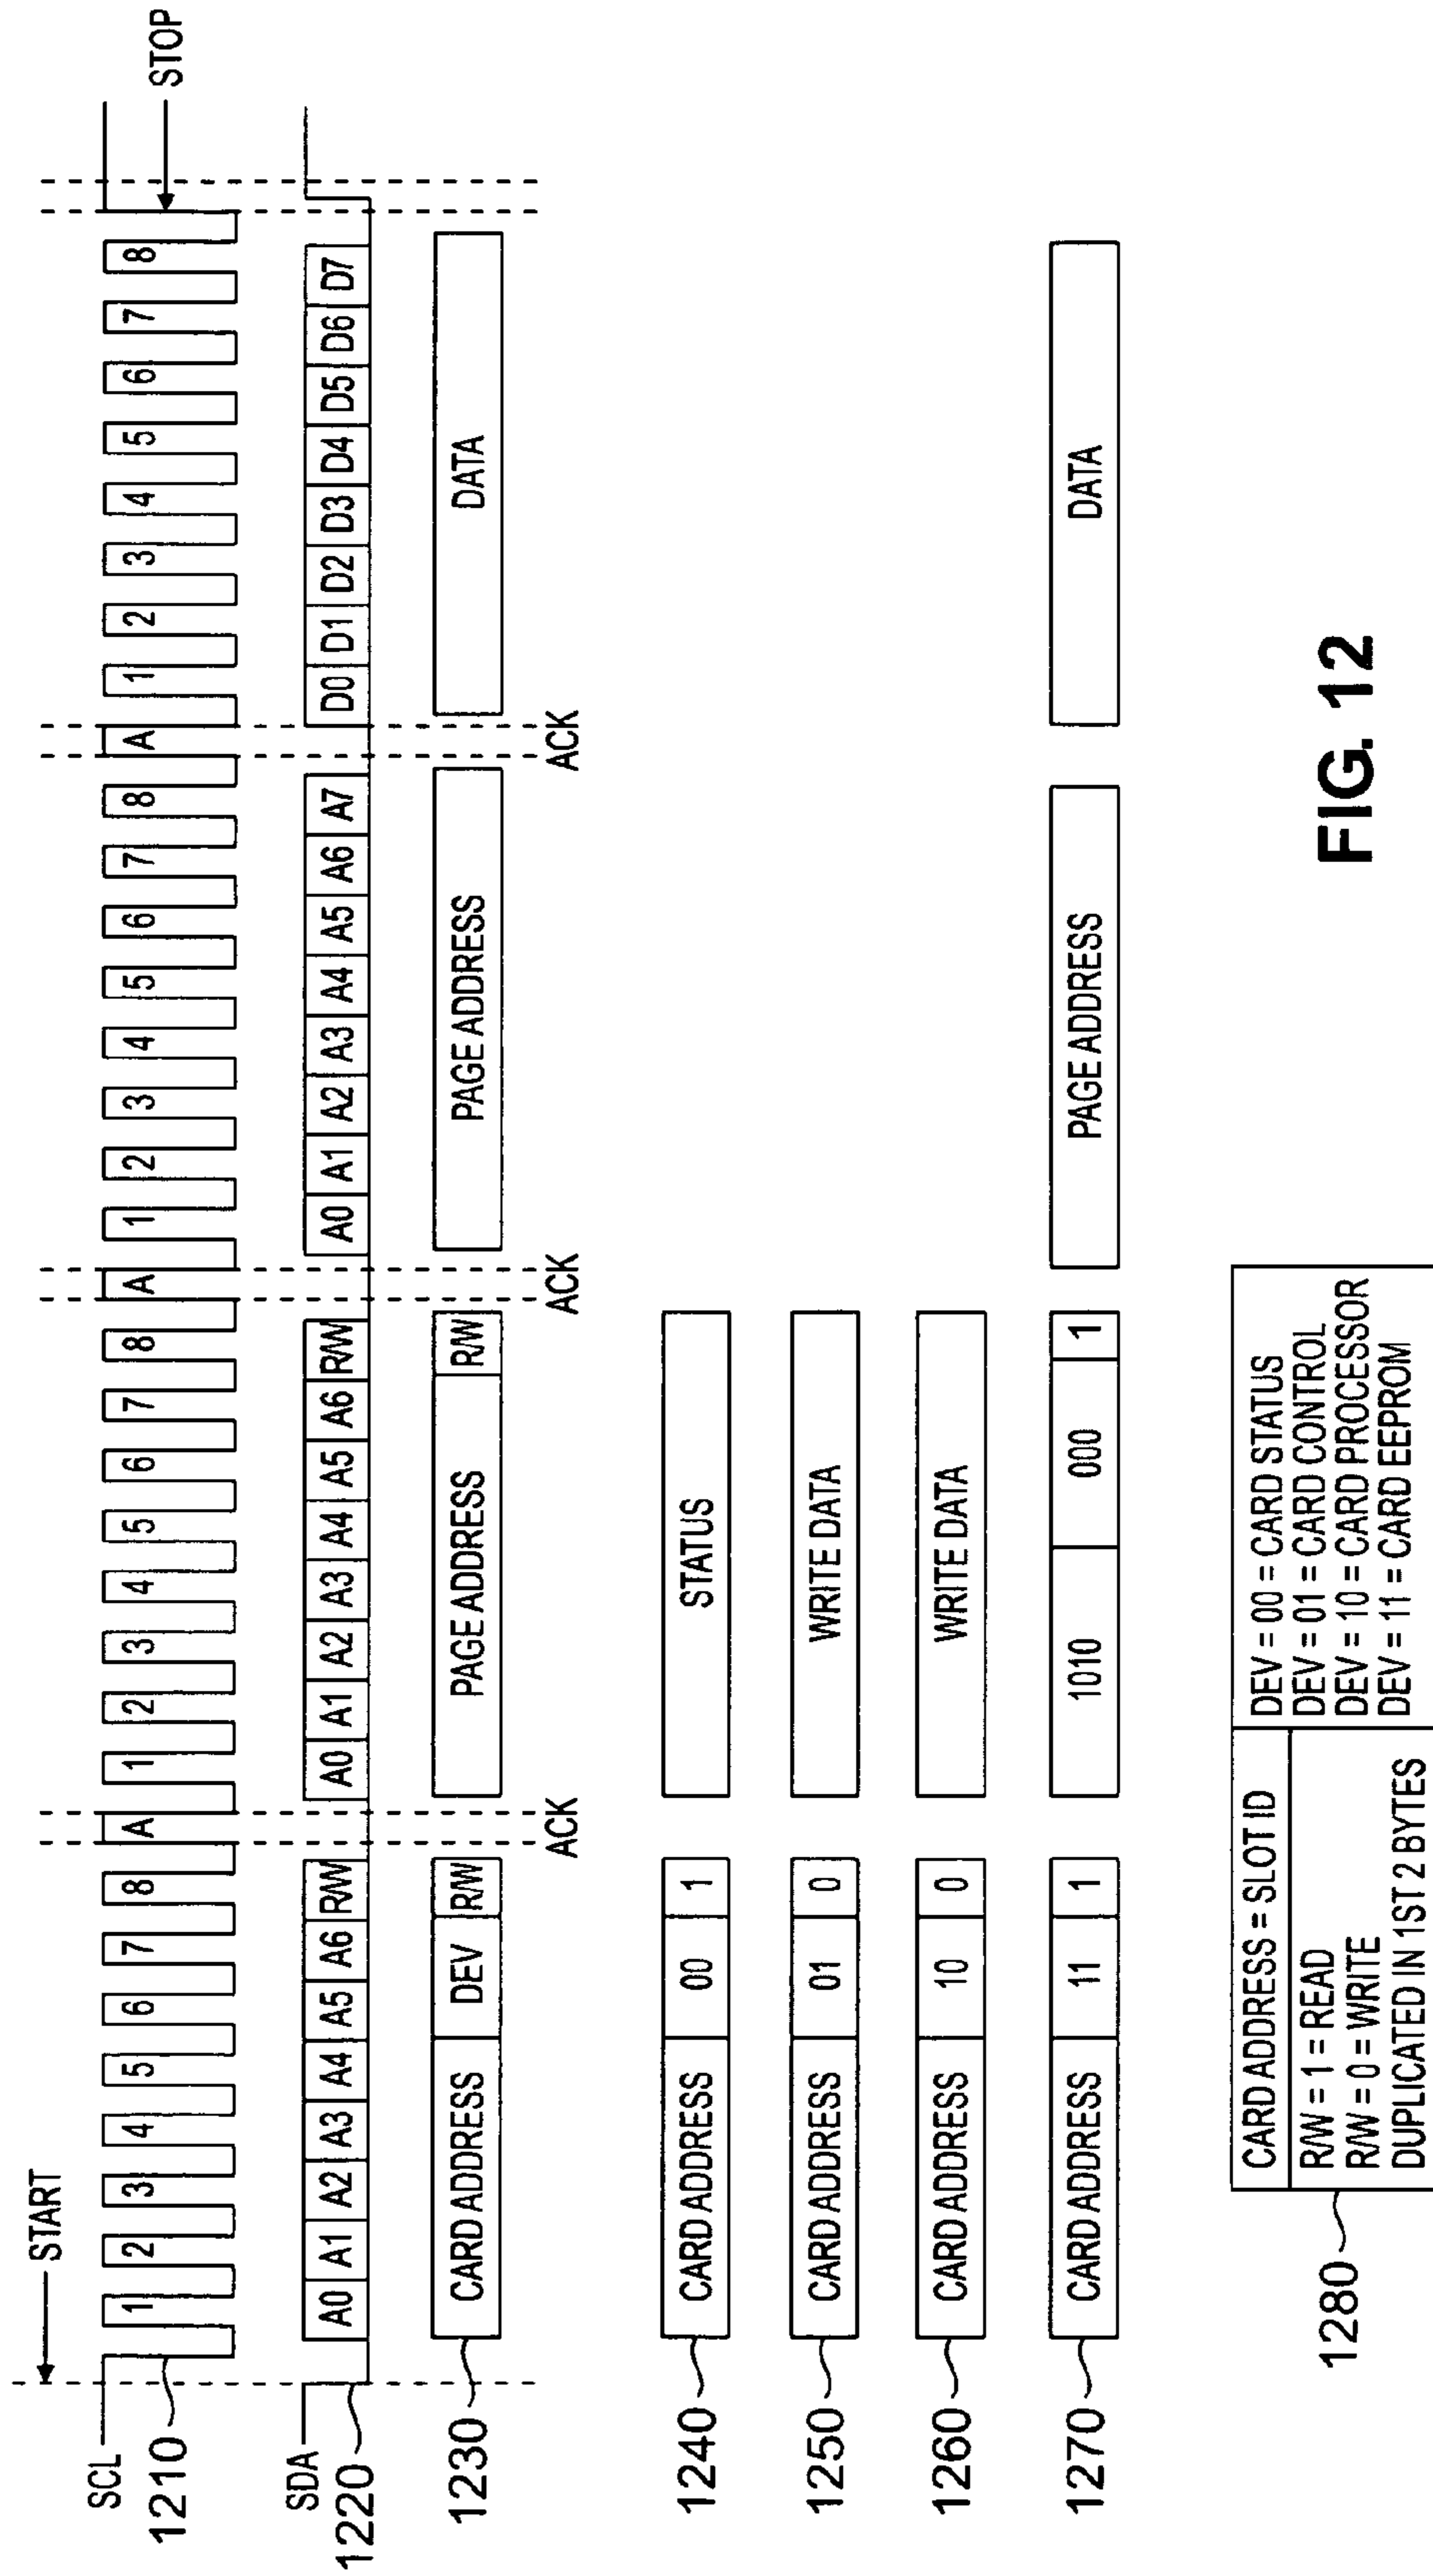 START
STOP
SCL
1210
1 2 3 4 5 6 7 8 A 1 2 3 4 5 6 7 8 A 1 2 3 4 5 6 7 8 A 1 2 3 4 5 6 7 8
SDA
1220
A0 A1 A2 A3 A4 A5 A6 R/W A0 A1 A2 A3 A4 A5 A6 R/W A0 A1 A2 A3 A4 A5 A6 A7 D0 D1 D2 D3 D4 D5 D6 D7
1230
CARD ADDRESS DEV R/W PAGE ADDRESS R/W PAGE ADDRESS DATA
ACK ACK ACK
1240
CARD ADDRESS 00 1 STATUS
1250
CARD ADDRESS 01 0 WRITE DATA
1260
CARD ADDRESS 10 0 WRITE DATA
1270
CARD ADDRESS 11 1 1010 000 1 PAGE ADDRESS DATA
1280
CARD ADDRESS = SLOT ID
R/W = 1 = READ
R/W = 0 = WRITE
DUPLICATED IN 1ST 2 BYTES
DEV = 00 = CARD STATUS
DEV = 01 = CARD CONTROL
DEV = 10 = CARD PROCESSOR
DEV = 11 = CARD EEPROM
FIG. 12